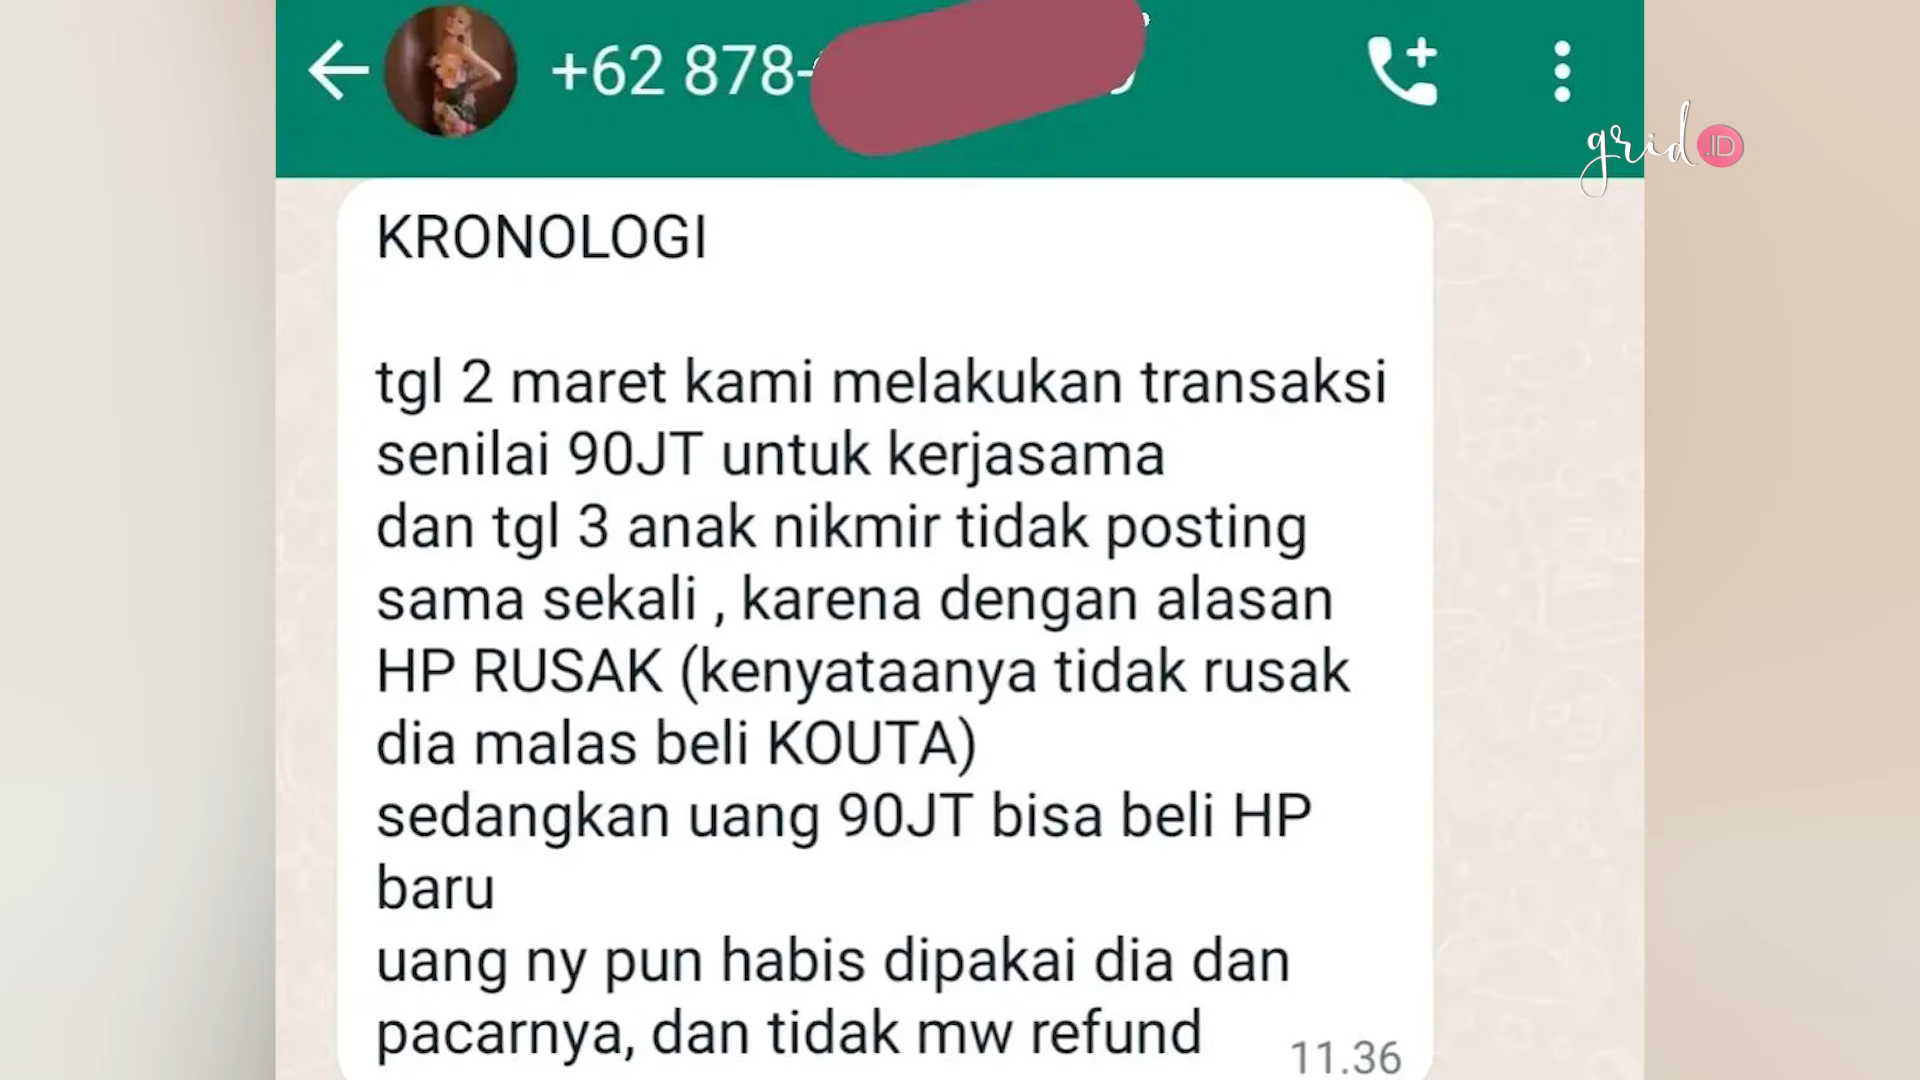 +62 878-
grid.ID
KRONOLOGI
tgl 2 maret kami melakukan transaksi
senilai 90JT untuk kerjasama
dan tgl 3 anak nikmir tidak posting
sama sekali , karena dengan alasan
HP RUSAK (kenyataanya tidak rusak
dia malas beli KOUTA)
sedangkan uang 90JT bisa beli HP
baru
uang ny pun habis dipakai dia dan
pacarnya, dan tidak mw refund
11.36